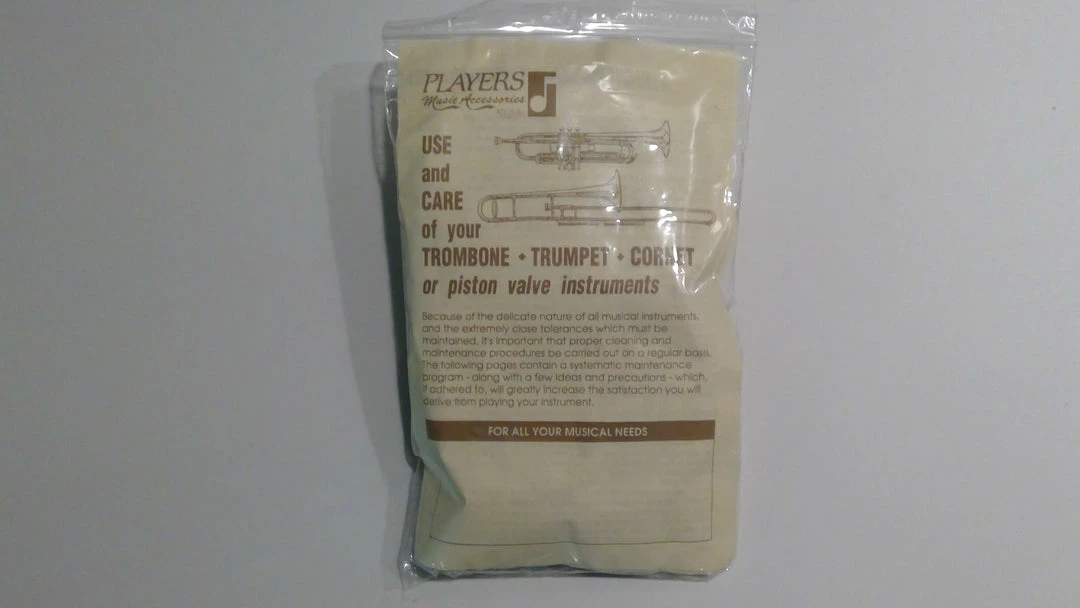 PLAYERS
Music Accessories
USE
and
CARE
of your
TROMBONE • TRUMPET • CORNET
or piston valve instruments
Because of the delicate nature of all musical instruments,
and the extremely close tolerances which must be
maintained, it's important that proper cleaning and
maintenance procedures be carried out on a regular basis.
The following pages contain a systematic maintenance
program - along with a few ideas and precautions - which,
if adhered to, will greatly increase the satisfaction you will
derive from playing your instrument.
FOR ALL YOUR MUSICAL NEEDS